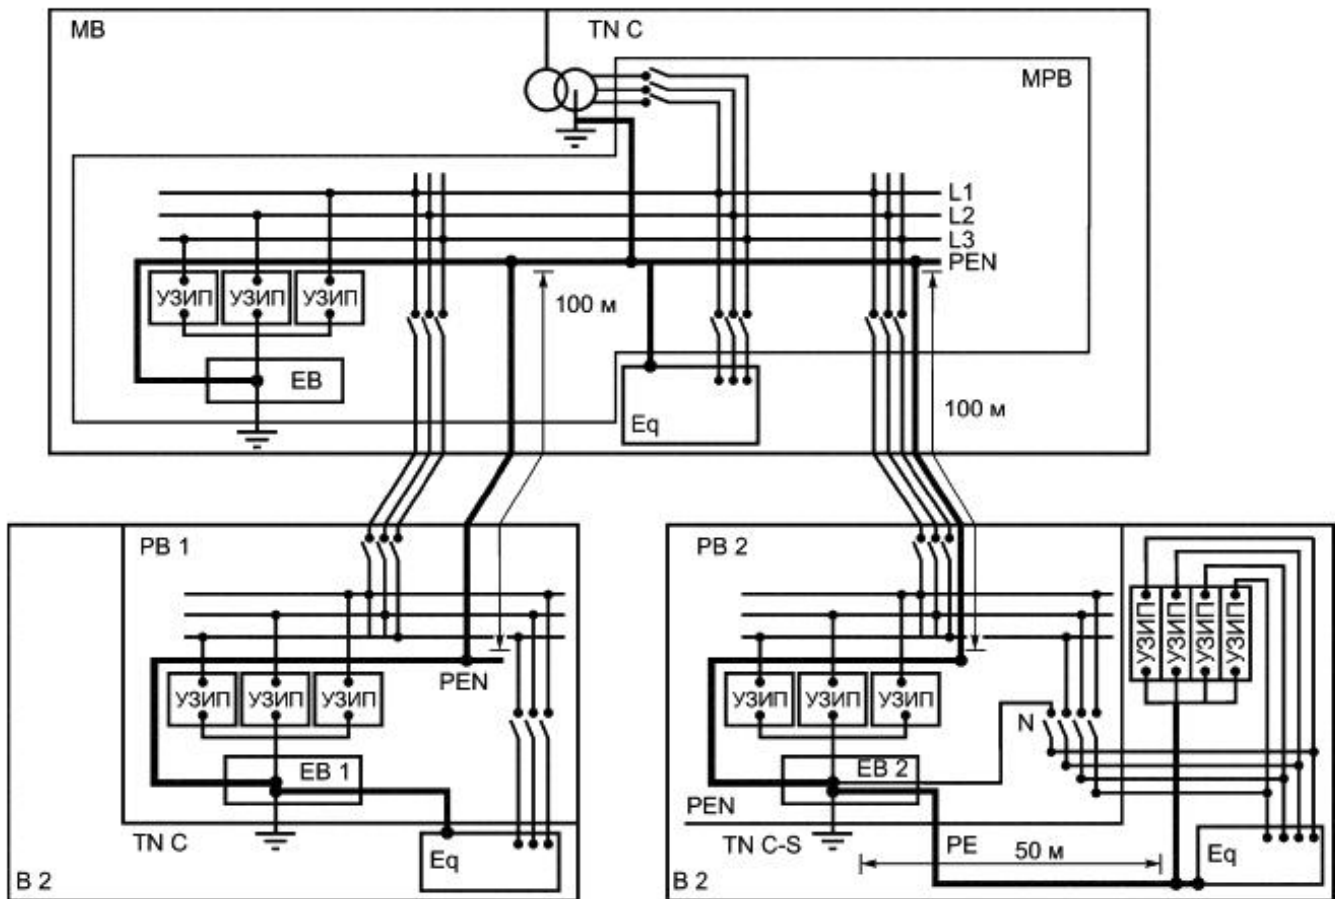 MB
TN C
MPB
L1
L2
L3
PEN
УЗИП УЗИП УЗИП
100 м
EB
Eq
100 м
PB 1
PEN
УЗИП УЗИП УЗИП
EB 1
TN C
Eq
B 2
PB 2
УЗИП УЗИП УЗИП УЗИП
УЗИП УЗИП УЗИП
N
EB 2
PEN
TN C-S
PE
50 м
Eq
B 2